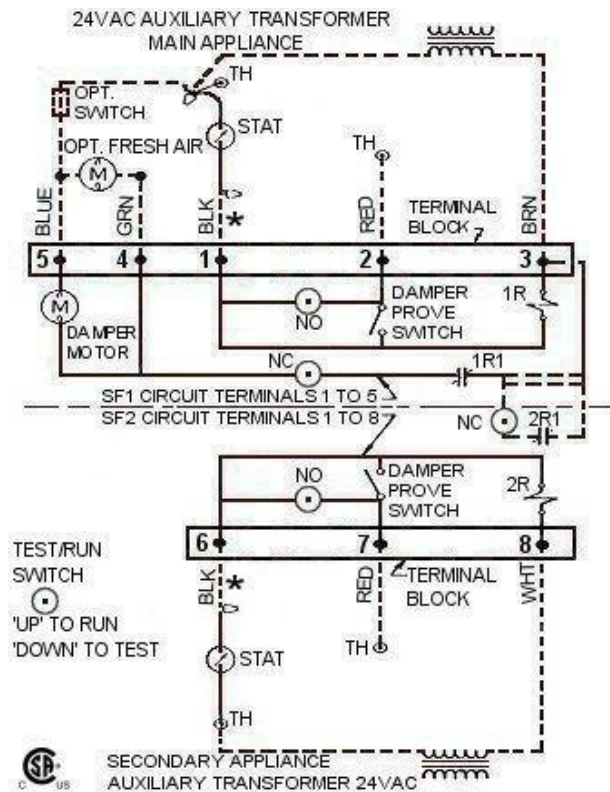 24VAC AUXILIARY TRANSFORMER
MAIN APPLIANCE
TH
OPT.
SWITCH
STAT
OPT. FRESH AIR
TH
M
BLUE
GRN
BLK
*
RED
TERMINAL
BLOCK
BRN
5
4
1
2
3
M
DAMPER
MOTOR
NO
DAMPER
PROVE
SWITCH
1R
NC
1R1
SF1 CIRCUIT TERMINALS 1 TO 5
SF2 CIRCUIT TERMINALS 1 TO 8
NC
2R1
NO
DAMPER
PROVE
SWITCH
2R
6
7
8
TEST/RUN
SWITCH
'UP' TO RUN
'DOWN' TO TEST
BLK
*
RED
TERMINAL
BLOCK
WHT
STAT
TH
TH
SECONDARY APPLIANCE
AUXILIARY TRANSFORMER 24VAC
C
SA
US